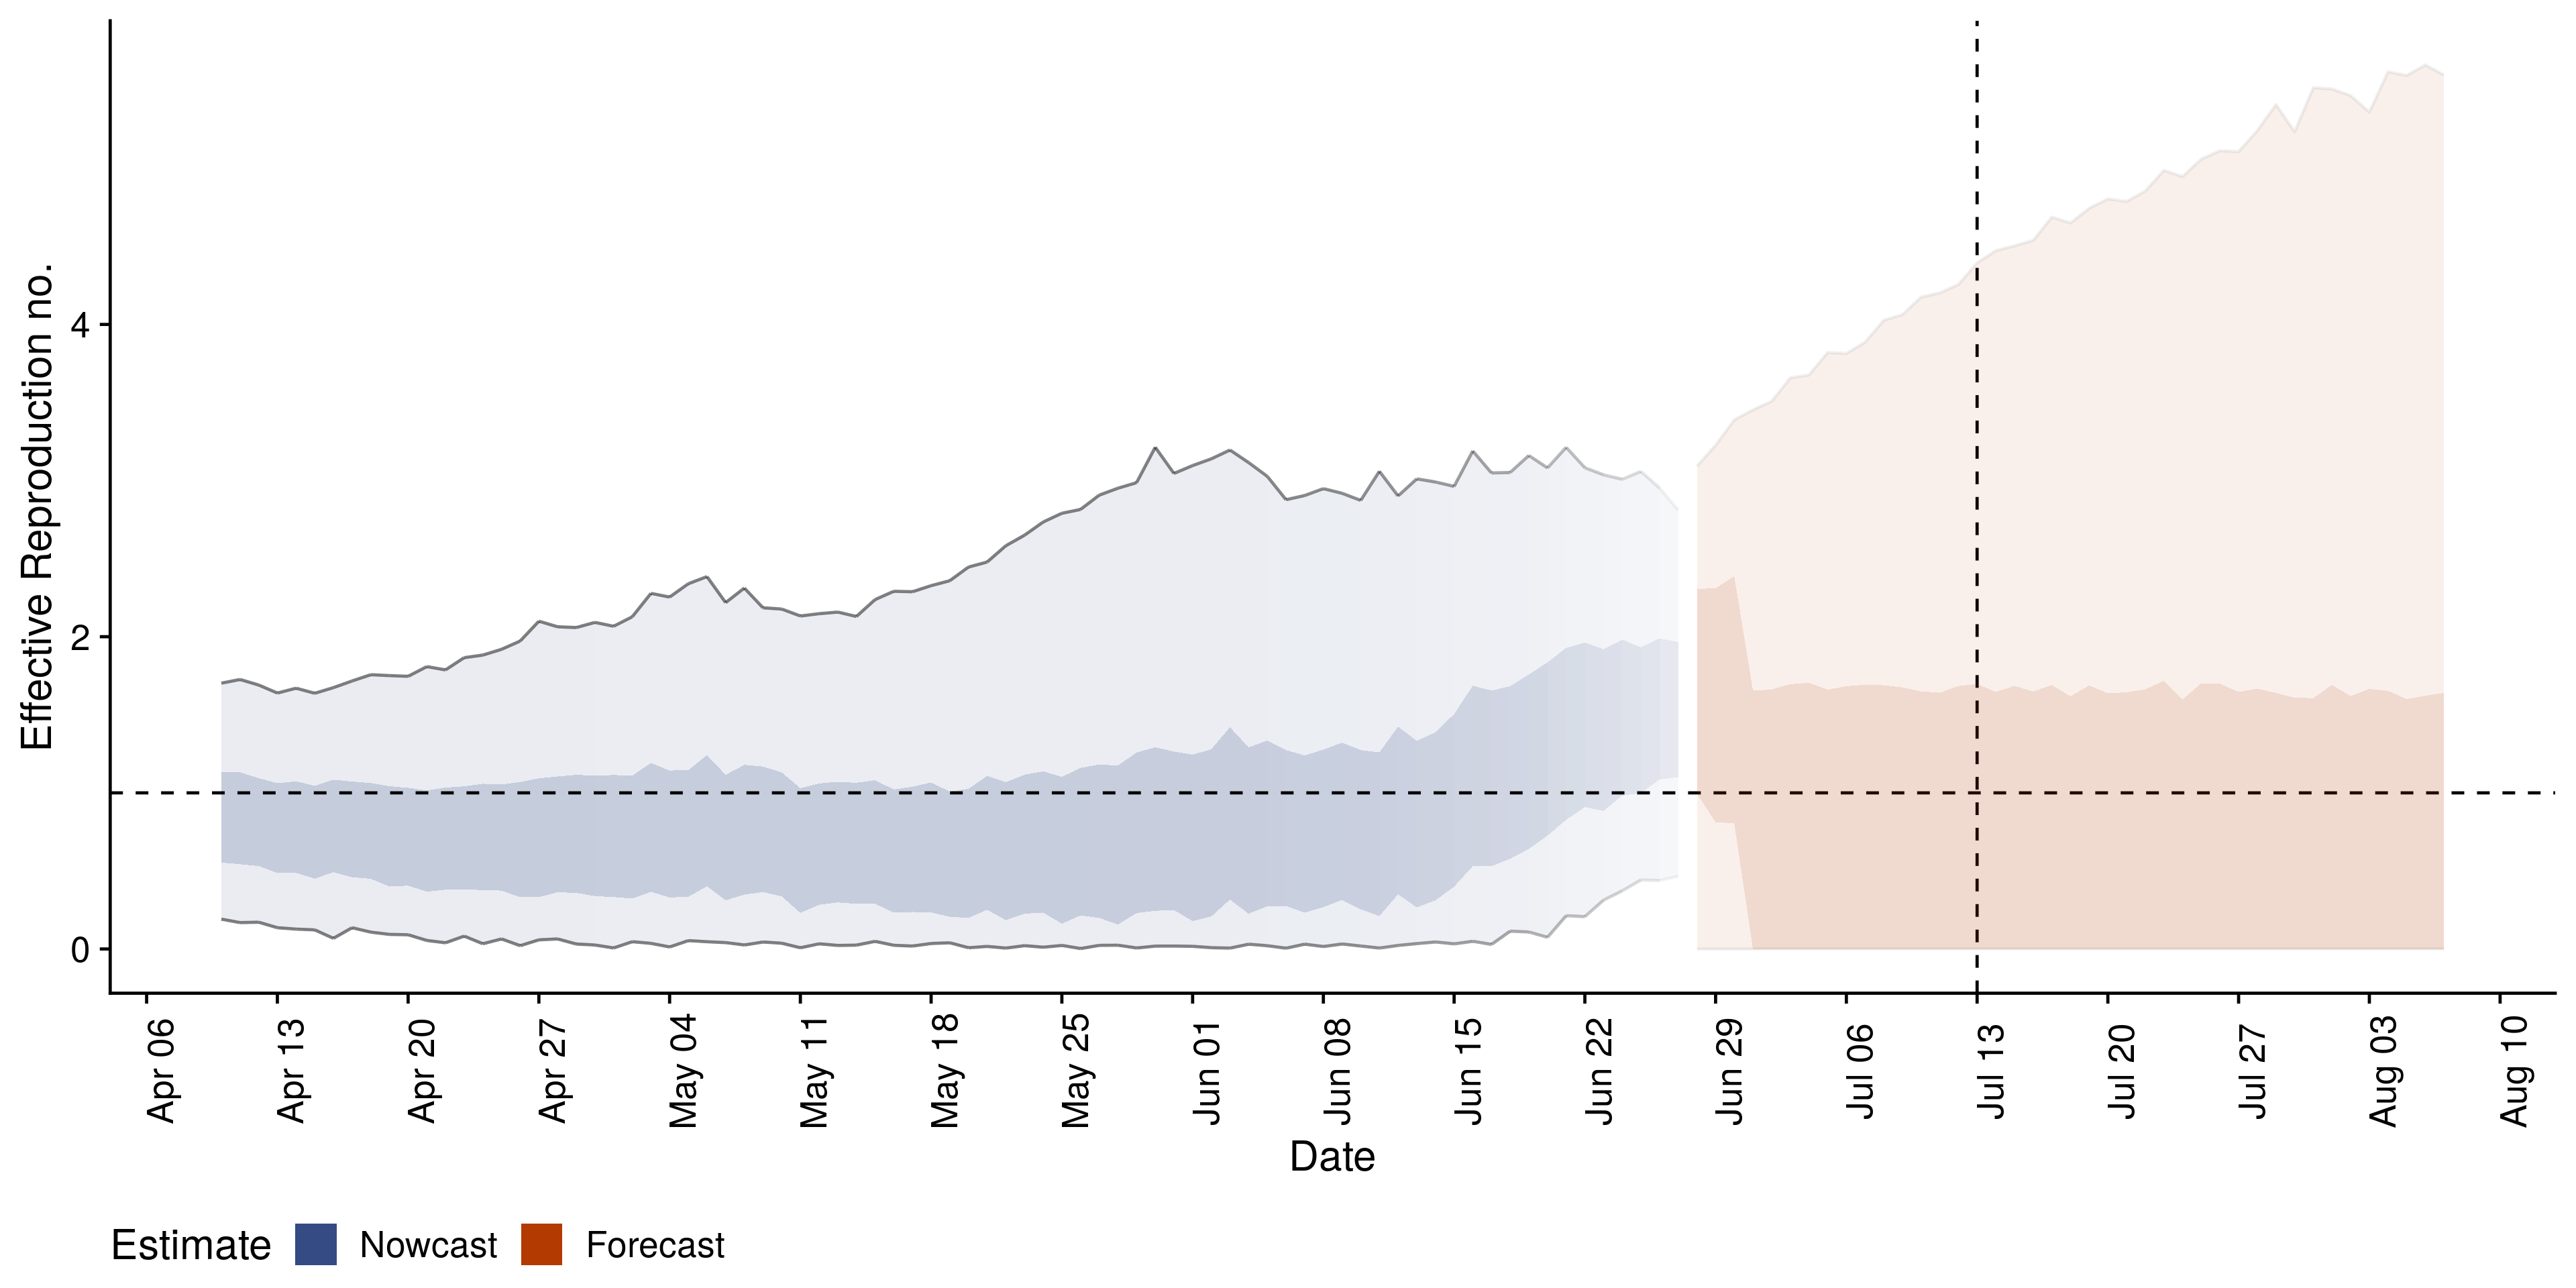 Effective Reproduction no.
4
2
0
Apr 06
Apr 13
Apr 20
Apr 27
May 04
May 11
May 18
May 25
Jun 01
Jun 08
Jun 15
Jun 22
Jun 29
Jul 06
Jul 13
Jul 20
Jul 27
Aug 03
Aug 10
Date
Estimate Nowcast Forecast